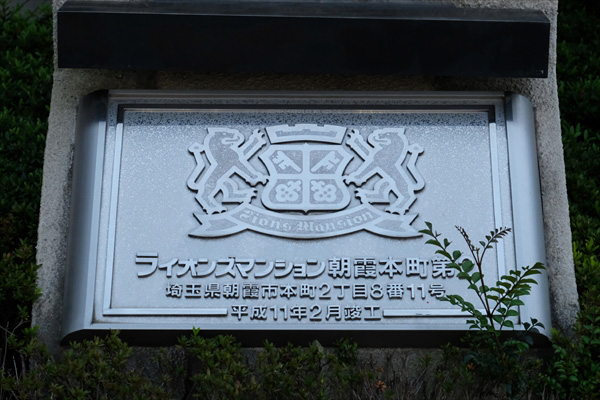 Lions Mansion
ライオンズマンション朝霞本町第
埼玉県朝霞市本町2丁目8番11号
平成11年2月竣工